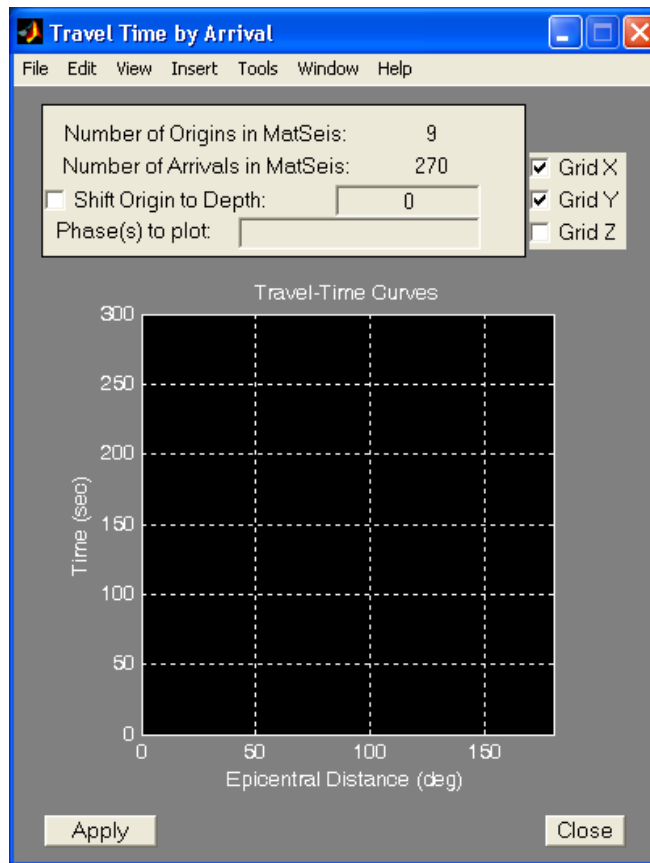 Travel Time by Arrival
File Edit View Insert Tools Window Help
Number of Origins in MatSeis: 9
Number of Arrivals in MatSeis: 270
Shift Origin to Depth: 0
Phase(s) to plot:
Grid X
Grid Y
Grid Z
Travel-Time Curves
300
250
200
150
100
50
0
Time (sec)
0 50 100 150
Epicentral Distance (deg)
Apply Close